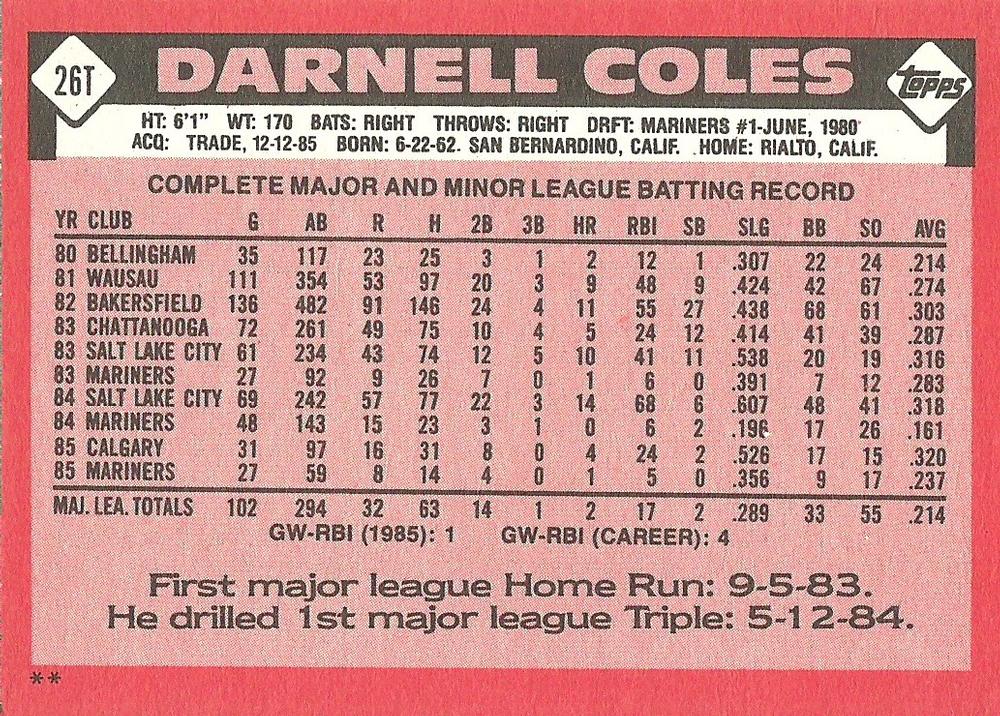 26T DARNELL COLES topps
HT: 6'1" WT: 170 BATS: RIGHT THROWS: RIGHT DRFT: MARINERS #1-JUNE, 1980
ACQ: TRADE, 12-12-85 BORN: 6-22-62. SAN BERNARDINO, CALIF. HOME: RIALTO, CALIF.
COMPLETE MAJOR AND MINOR LEAGUE BATTING RECORD
YR CLUB G AB R H 2B 3B HR RBI SB SLG BB SO AVG
80 BELLINGHAM 35 117 23 25 3 1 2 12 1 .307 22 24 .214
81 WAUSAU 111 354 53 97 20 3 9 48 9 .424 42 67 .274
82 BAKERSFIELD 136 482 91 146 24 4 11 55 27 .438 68 61 .303
83 CHATTANOOGA 72 261 49 75 10 4 5 24 12 .414 41 39 .287
83 SALT LAKE CITY 61 234 43 74 12 5 10 41 11 .538 20 19 .316
83 MARINERS 27 92 9 26 7 0 1 6 0 .391 7 12 .283
84 SALT LAKE CITY 69 242 57 77 22 3 14 68 6 .607 48 41 .318
84 MARINERS 48 143 15 23 3 1 0 6 2 .196 17 26 .161
85 CALGARY 31 97 16 31 8 0 4 24 2 .526 17 15 .320
85 MARINERS 27 59 8 14 4 0 1 5 0 .356 9 17 .237
MAJ. LEA. TOTALS 102 294 32 63 14 1 2 17 2 .289 33 55 .214
GW-RBI (1985): 1 GW-RBI (CAREER): 4
First major league Home Run: 9-5-83.
He drilled 1st major league Triple: 5-12-84.
**